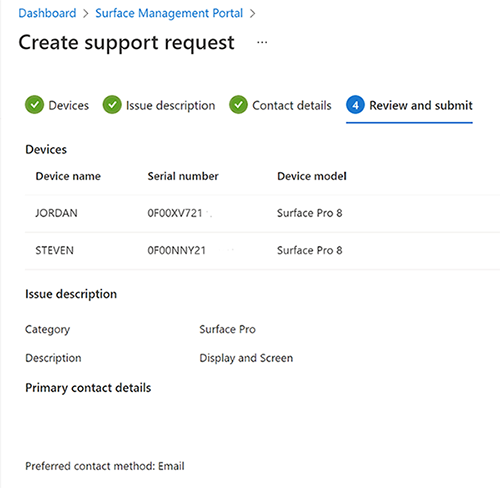 Dashboard > Surface Management Portal >
Create support request ...
Devices Issue description Contact details 4 Review and submit
Devices
Device name Serial number Device model
JORDAN 0F00XV721 Surface Pro 8
STEVEN 0F00NNY21 Surface Pro 8
Issue description
Category Surface Pro
Description Display and Screen
Primary contact details
Preferred contact method: Email